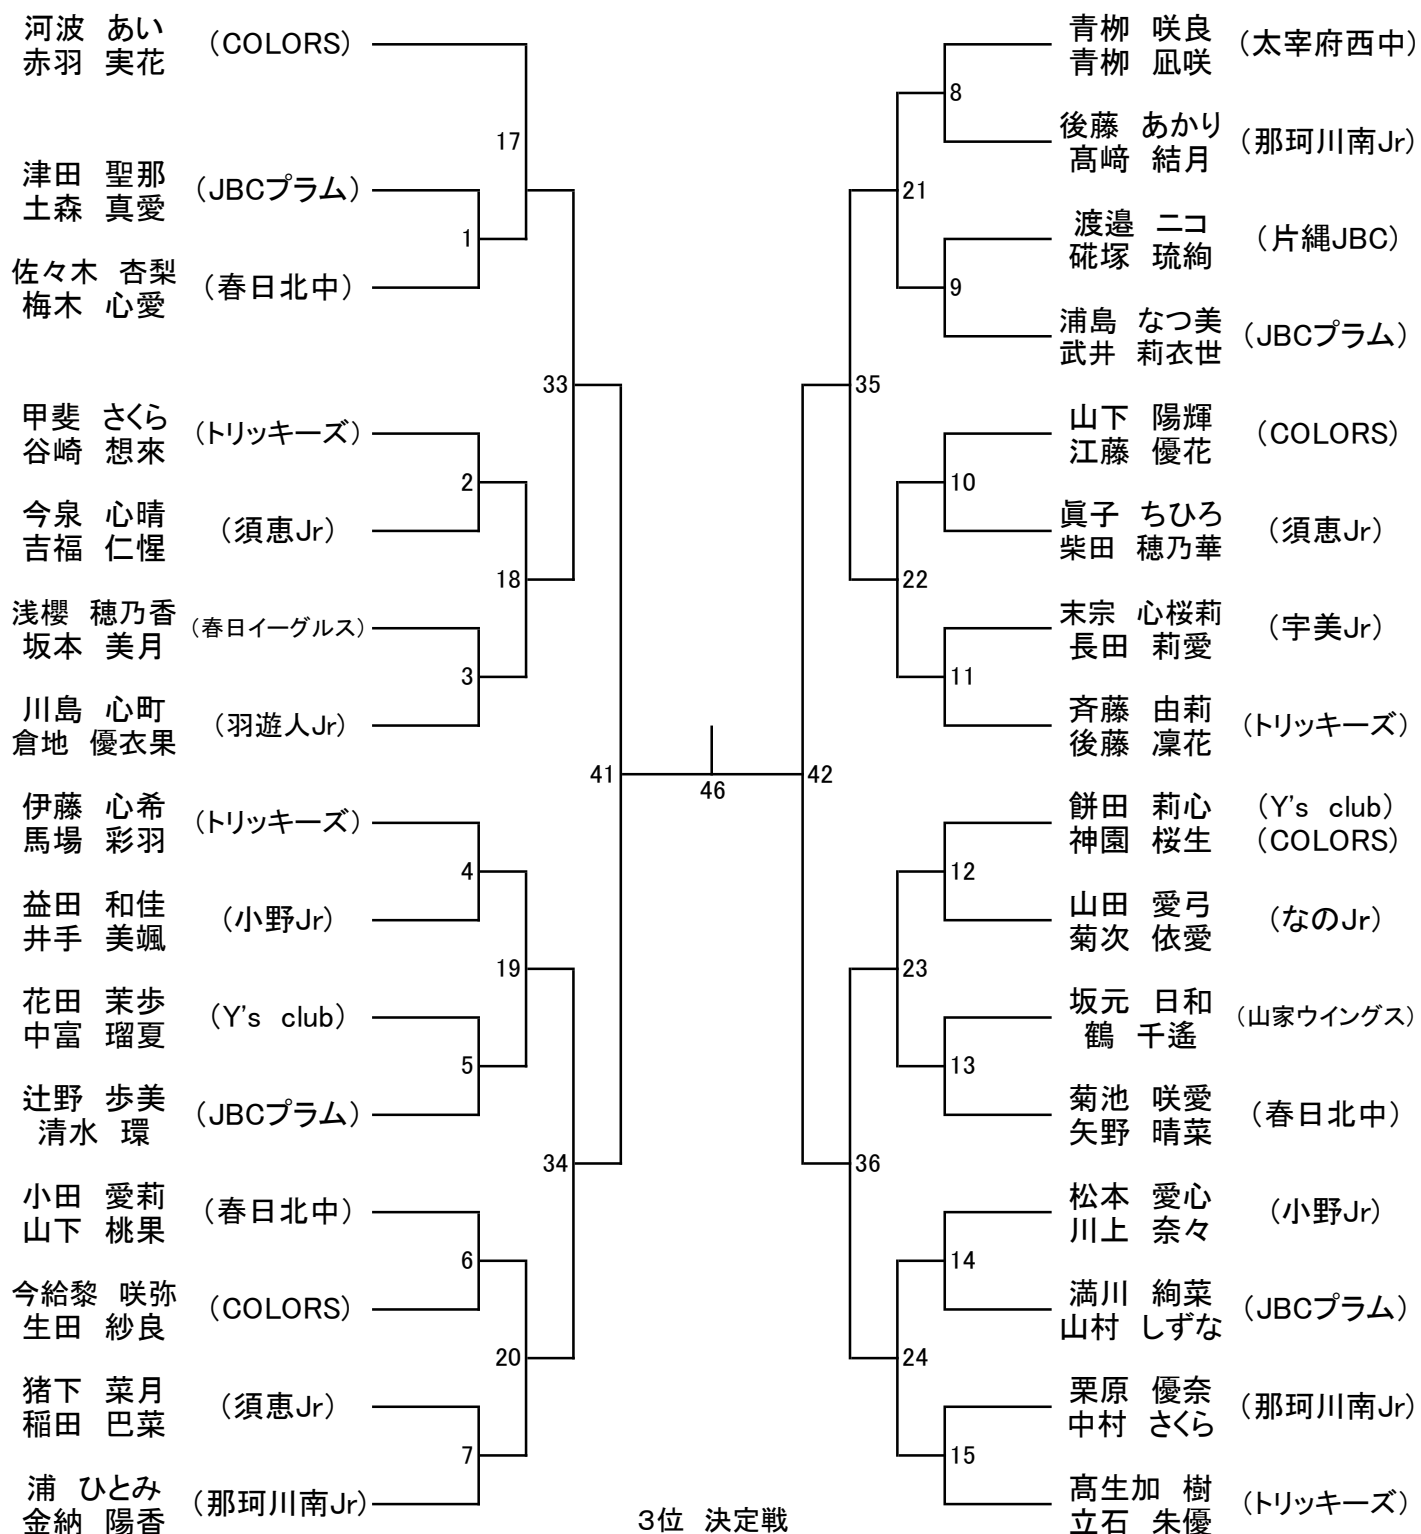 河波 あい
赤羽 実花
(COLORS)
17
津田 聖那
土森 真愛
(JBCプラム)
1
佐々木 杏梨
梅木 心愛
(春日北中)
33
甲斐 さくら
谷崎 想來
(トリッキーズ)
2
今泉 心晴
吉福 仁惺
(須恵Jr)
18
浅櫻 穂乃香
坂本 美月
(春日イーグルス)
3
川島 心町
倉地 優衣果
(羽遊人Jr)
41
伊藤 心希
馬場 彩羽
(トリッキーズ)
4
益田 和佳
井手 美颯
(小野Jr)
19
花田 茉歩
中富 瑠夏
(Y's club)
5
辻野 歩美
清水 環
(JBCプラム)
34
小田 愛莉
山下 桃果
(春日北中)
6
今給黎 咲弥
生田 紗良
(COLORS)
20
猪下 菜月
稲田 巴菜
(須恵Jr)
7
浦 ひとみ
金納 陽香
(那珂川南Jr)
46
3位 決定戦
青柳 咲良
青柳 凪咲
(太宰府西中)
8
後藤 あかり
髙﨑 結月
(那珂川南Jr)
21
渡邉 ニコ
硴塚 琉絢
(片縄JBC)
9
浦島 なつ美
武井 莉衣世
(JBCプラム)
35
山下 陽輝
江藤 優花
(COLORS)
10
眞子 ちひろ
柴田 穂乃華
(須恵Jr)
22
末宗 心桜莉
長田 莉愛
(宇美Jr)
11
斉藤 由莉
後藤 凜花
(トリッキーズ)
42
餅田 莉心
神園 桜生
(Y's club)
(COLORS)
12
山田 愛弓
菊次 依愛
(なのJr)
23
坂元 日和
鶴 千遙
(山家ウイングス)
13
菊池 咲愛
矢野 晴菜
(春日北中)
36
松本 愛心
川上 奈々
(小野Jr)
14
満川 絢菜
山村 しずな
(JBCプラム)
24
栗原 優奈
中村 さくら
(那珂川南Jr)
15
髙生加 樹
立石 朱優
(トリッキーズ)